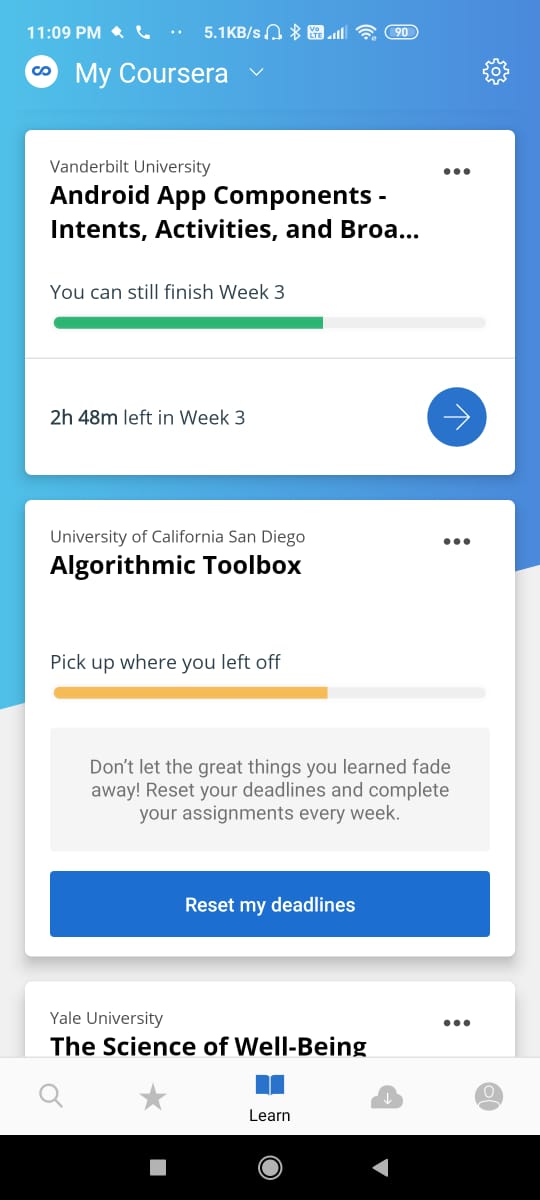 11:09 PM 5.1KB/s Vo LTE 90
My Coursera
Vanderbilt University
Android App Components -
Intents, Activities, and Broa...
You can still finish Week 3
2h 48m left in Week 3
University of California San Diego
Algorithmic Toolbox
Pick up where you left off
Don’t let the great things you learned fade
away! Reset your deadlines and complete
your assignments every week.
Reset my deadlines
Yale University
The Science of Well-Being
Learn